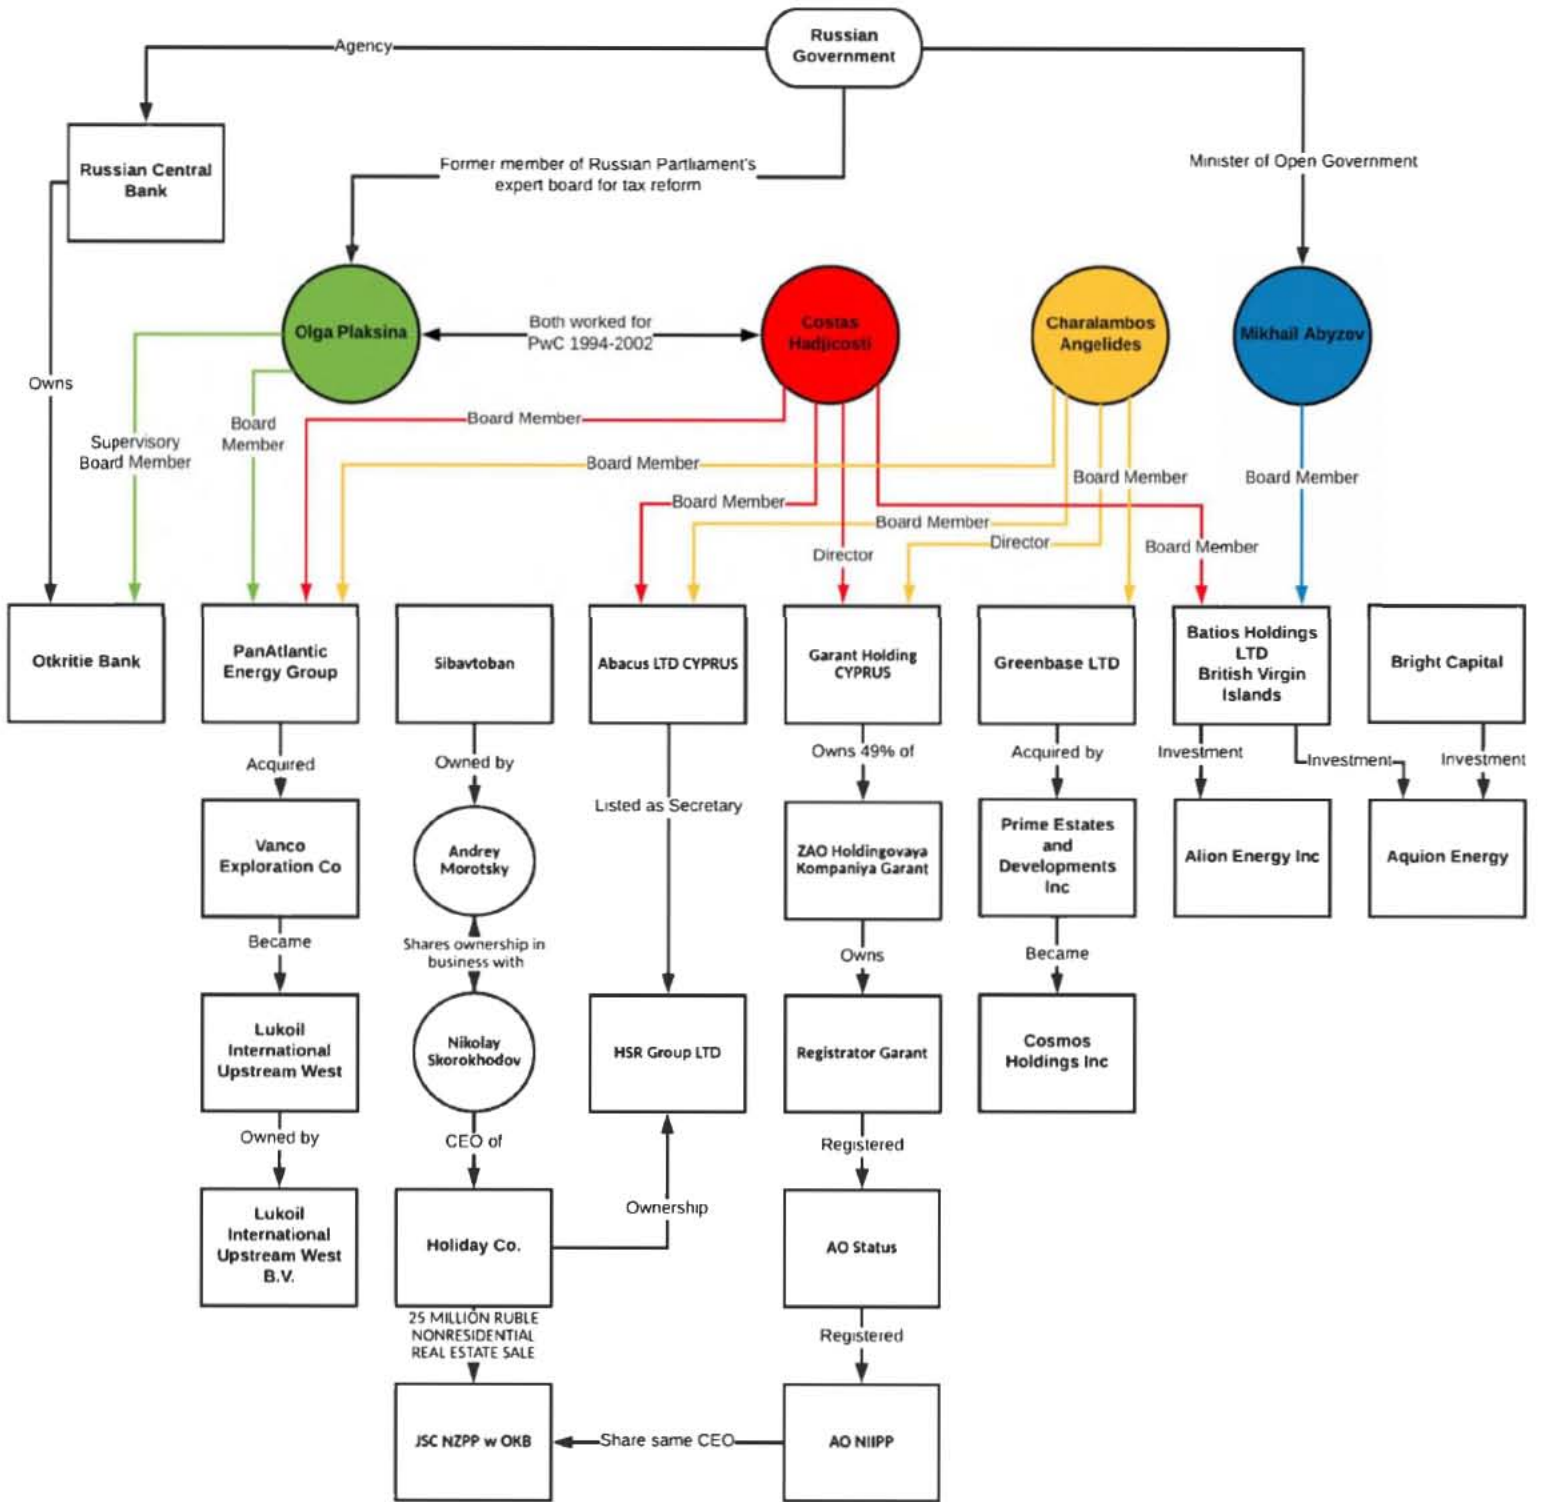 Russian
Government
Agency
Russian Central
Bank
Former member of Russian Partliament's
expert board for tax reform
Minister of Open Government
Olga Plaksina
Both worked for
PwC 1994-2002
Costas
Hadjicosti
Charalambos
Angelides
Mikhail Abyzov
Owns
Supervisory
Board Member
Board
Member
Board Member
Board Member
Board Member
Board Member
Director
Director
Board Member
Board Member
Board Member
Otkritie Bank
PanAtlantic
Energy Group
Sibavtoban
Abacus LTD CYPRUS
Garant Holding
CYPRUS
Greenbase LTD
Batios Holdings
LTD
British Virgin
Islands
Bright Capital
Acquired
Owned by
Listed as Secretary
Owns 49% of
Acquired by
Investment
Investment
Investment
Vanco
Exploration Co
Andrey
Morotsky
ZAO Holdingovaya
Kompaniya Garant
Prime Estates
and
Developments
Inc
Alion Energy Inc
Aquion Energy
Became
Shares ownership in
business with
Owns
Became
Lukoil
International
Upstream West
Nikolay
Skorokhodov
HSR Group LTD
Registrator Garant
Cosmos
Holdings Inc
Owned by
CEO of
Ownership
Registered
Lukoil
International
Upstream West
B.V.
Holiday Co.
AO Status
25 MILLION RUBLE
NONRESIDENTIAL
REAL ESTATE SALE
Registered
JSC NZPP w OKB
Share same CEO
AO NIIPP